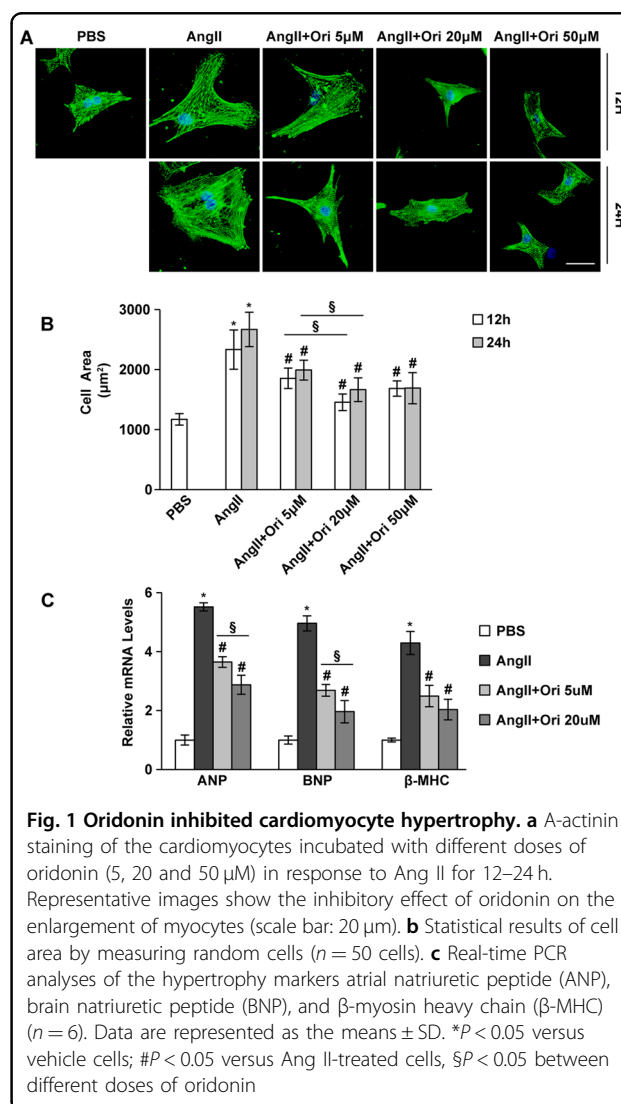 A
PBS
AngII
AngII+Ori 5μM
AngII+Ori 20μM
AngII+Ori 50μM
12H
24H
B
Cell Area
(μm²)
3000
2000
1000
0
* * § § # # # # # #
12h
24h
PBS
AngII
AngII+Ori 5μM
AngII+Ori 20μM
AngII+Ori 50μM
C
Relative mRNA Levels
6
4
2
0
* § # # * § # # * # #
PBS
AngII
AngII+Ori 5uM
AngII+Ori 20uM
ANP
BNP
β-MHC
Fig. 1 Oridonin inhibited cardiomyocyte hypertrophy. a A-actinin
staining of the cardiomyocytes incubated with different doses of
oridonin (5, 20 and 50 μM) in response to Ang II for 12–24 h.
Representative images show the inhibitory effect of oridonin on the
enlargement of myocytes (scale bar: 20 μm). b Statistical results of cell
area by measuring random cells (n = 50 cells). c Real-time PCR
analyses of the hypertrophy markers atrial natriuretic peptide (ANP),
brain natriuretic peptide (BNP), and β-myosin heavy chain (β-MHC)
(n = 6). Data are represented as the means ± SD. *P < 0.05 versus
vehicle cells; #P < 0.05 versus Ang II-treated cells, §P < 0.05 between
different doses of oridonin